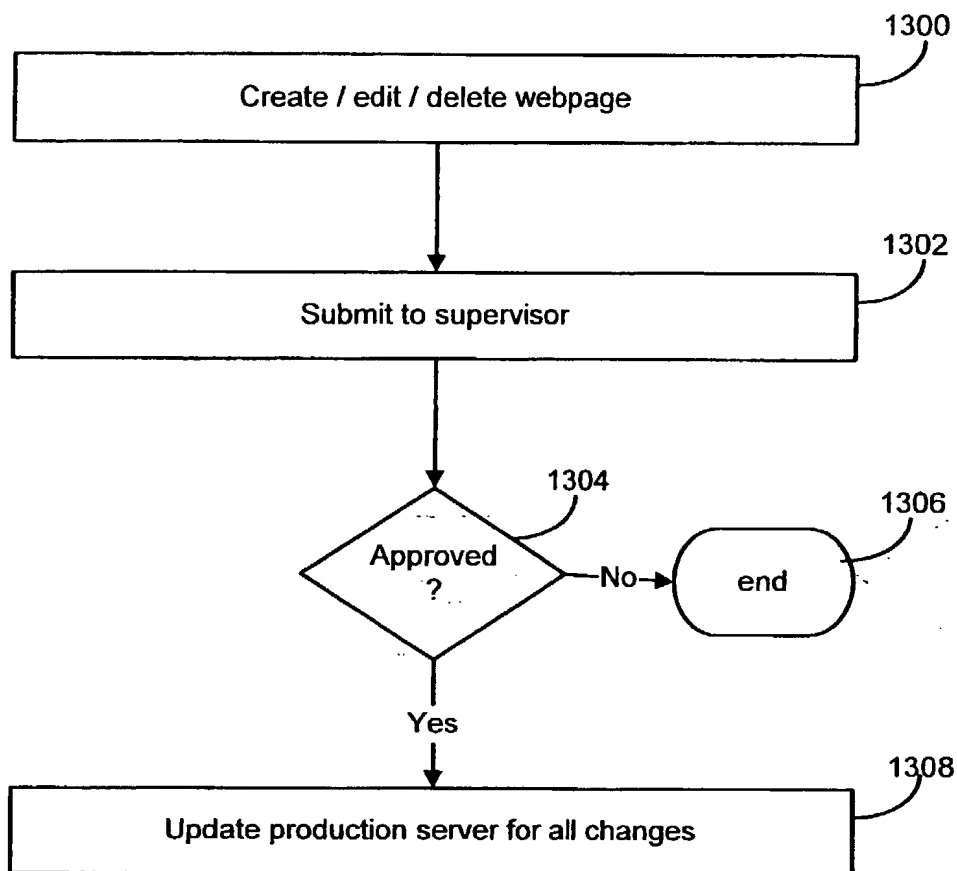 1300
Create / edit / delete webpage
1302
Submit to supervisor
1304
Approved
?
No
1306
end
Yes
1308
Update production server for all changes